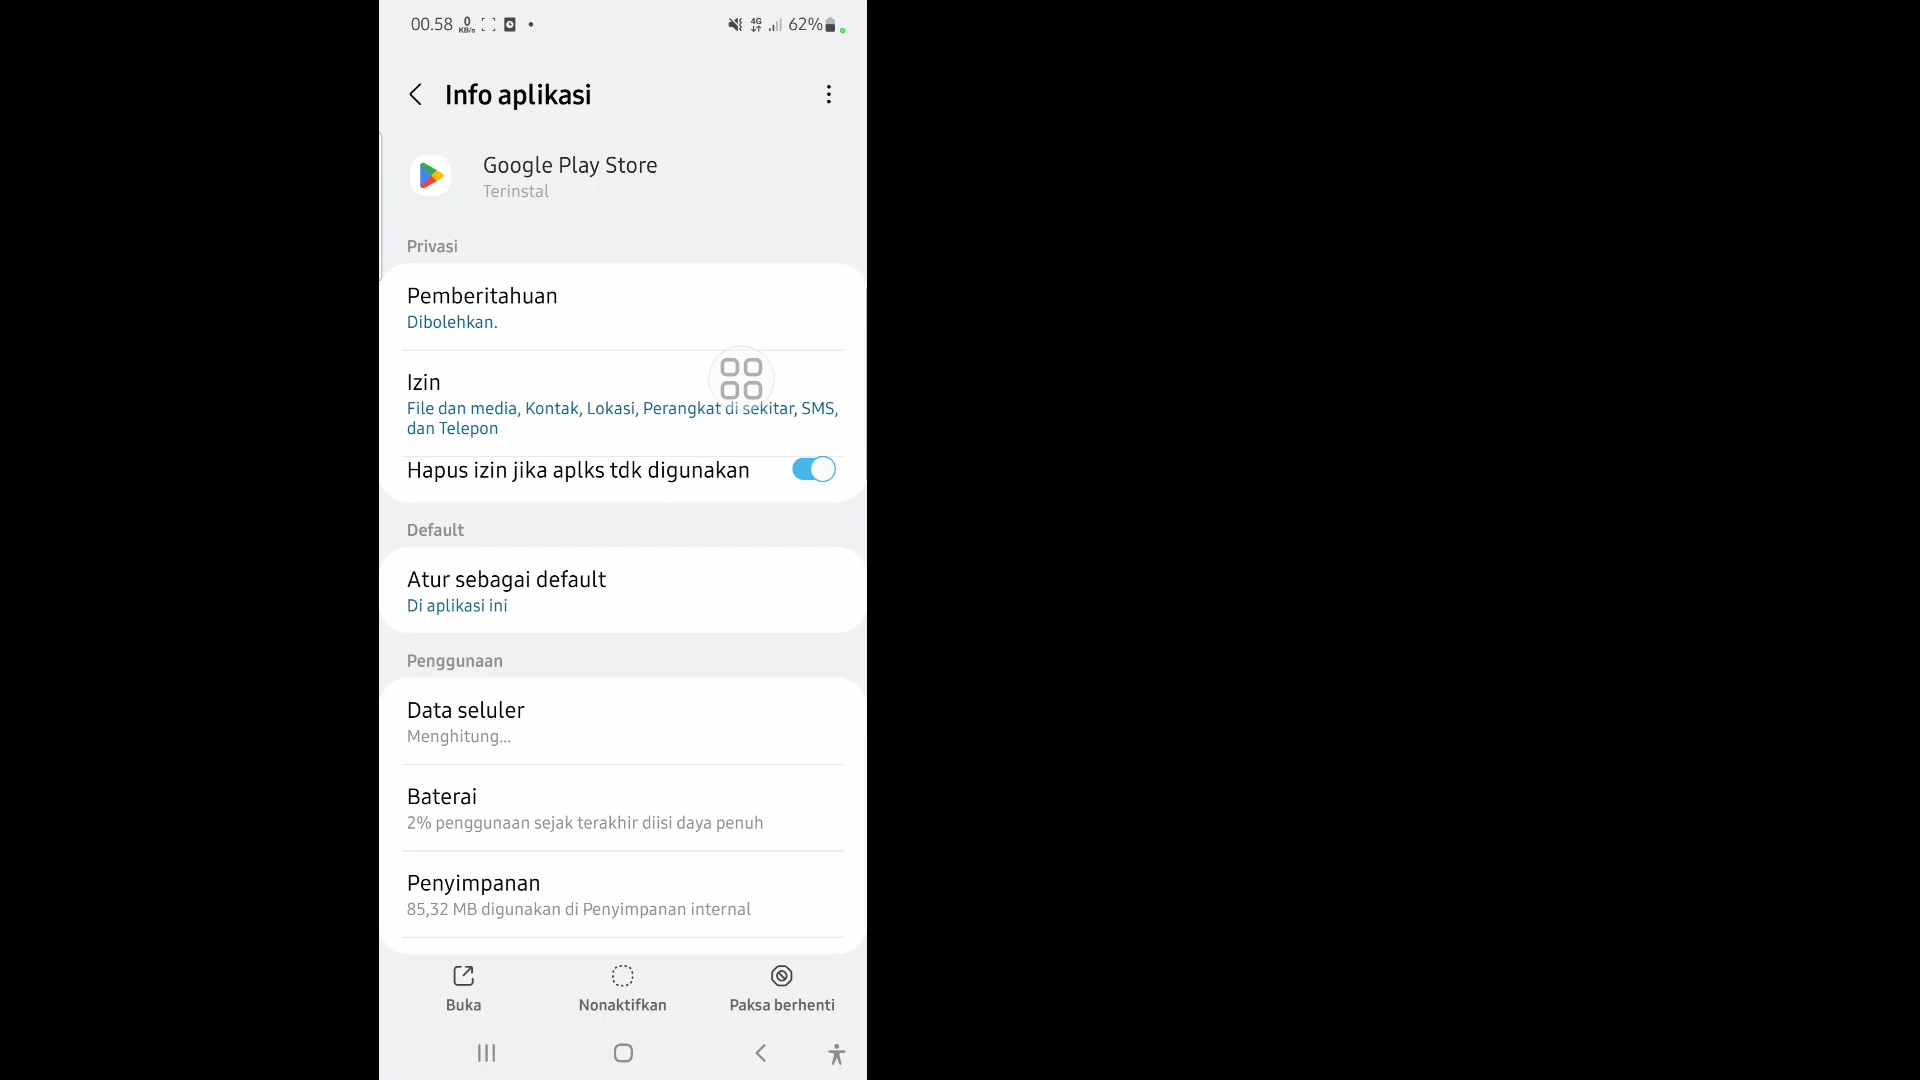 00.58 0 KB/s 4G 62%
Info aplikasi
Google Play Store
Terinstal
Privasi
Pemberitahuan
Dibolehkan.
Izin
File dan media, Kontak, Lokasi, Perangkat di sekitar, SMS,
dan Telepon
Hapus izin jika aplks tdk digunakan
Default
Atur sebagai default
Di aplikasi ini
Penggunaan
Data seluler
Menghitung...
Baterai
2% penggunaan sejak terakhir diisi daya penuh
Penyimpanan
85,32 MB digunakan di Penyimpanan internal
Buka Nonaktifkan Paksa berhenti